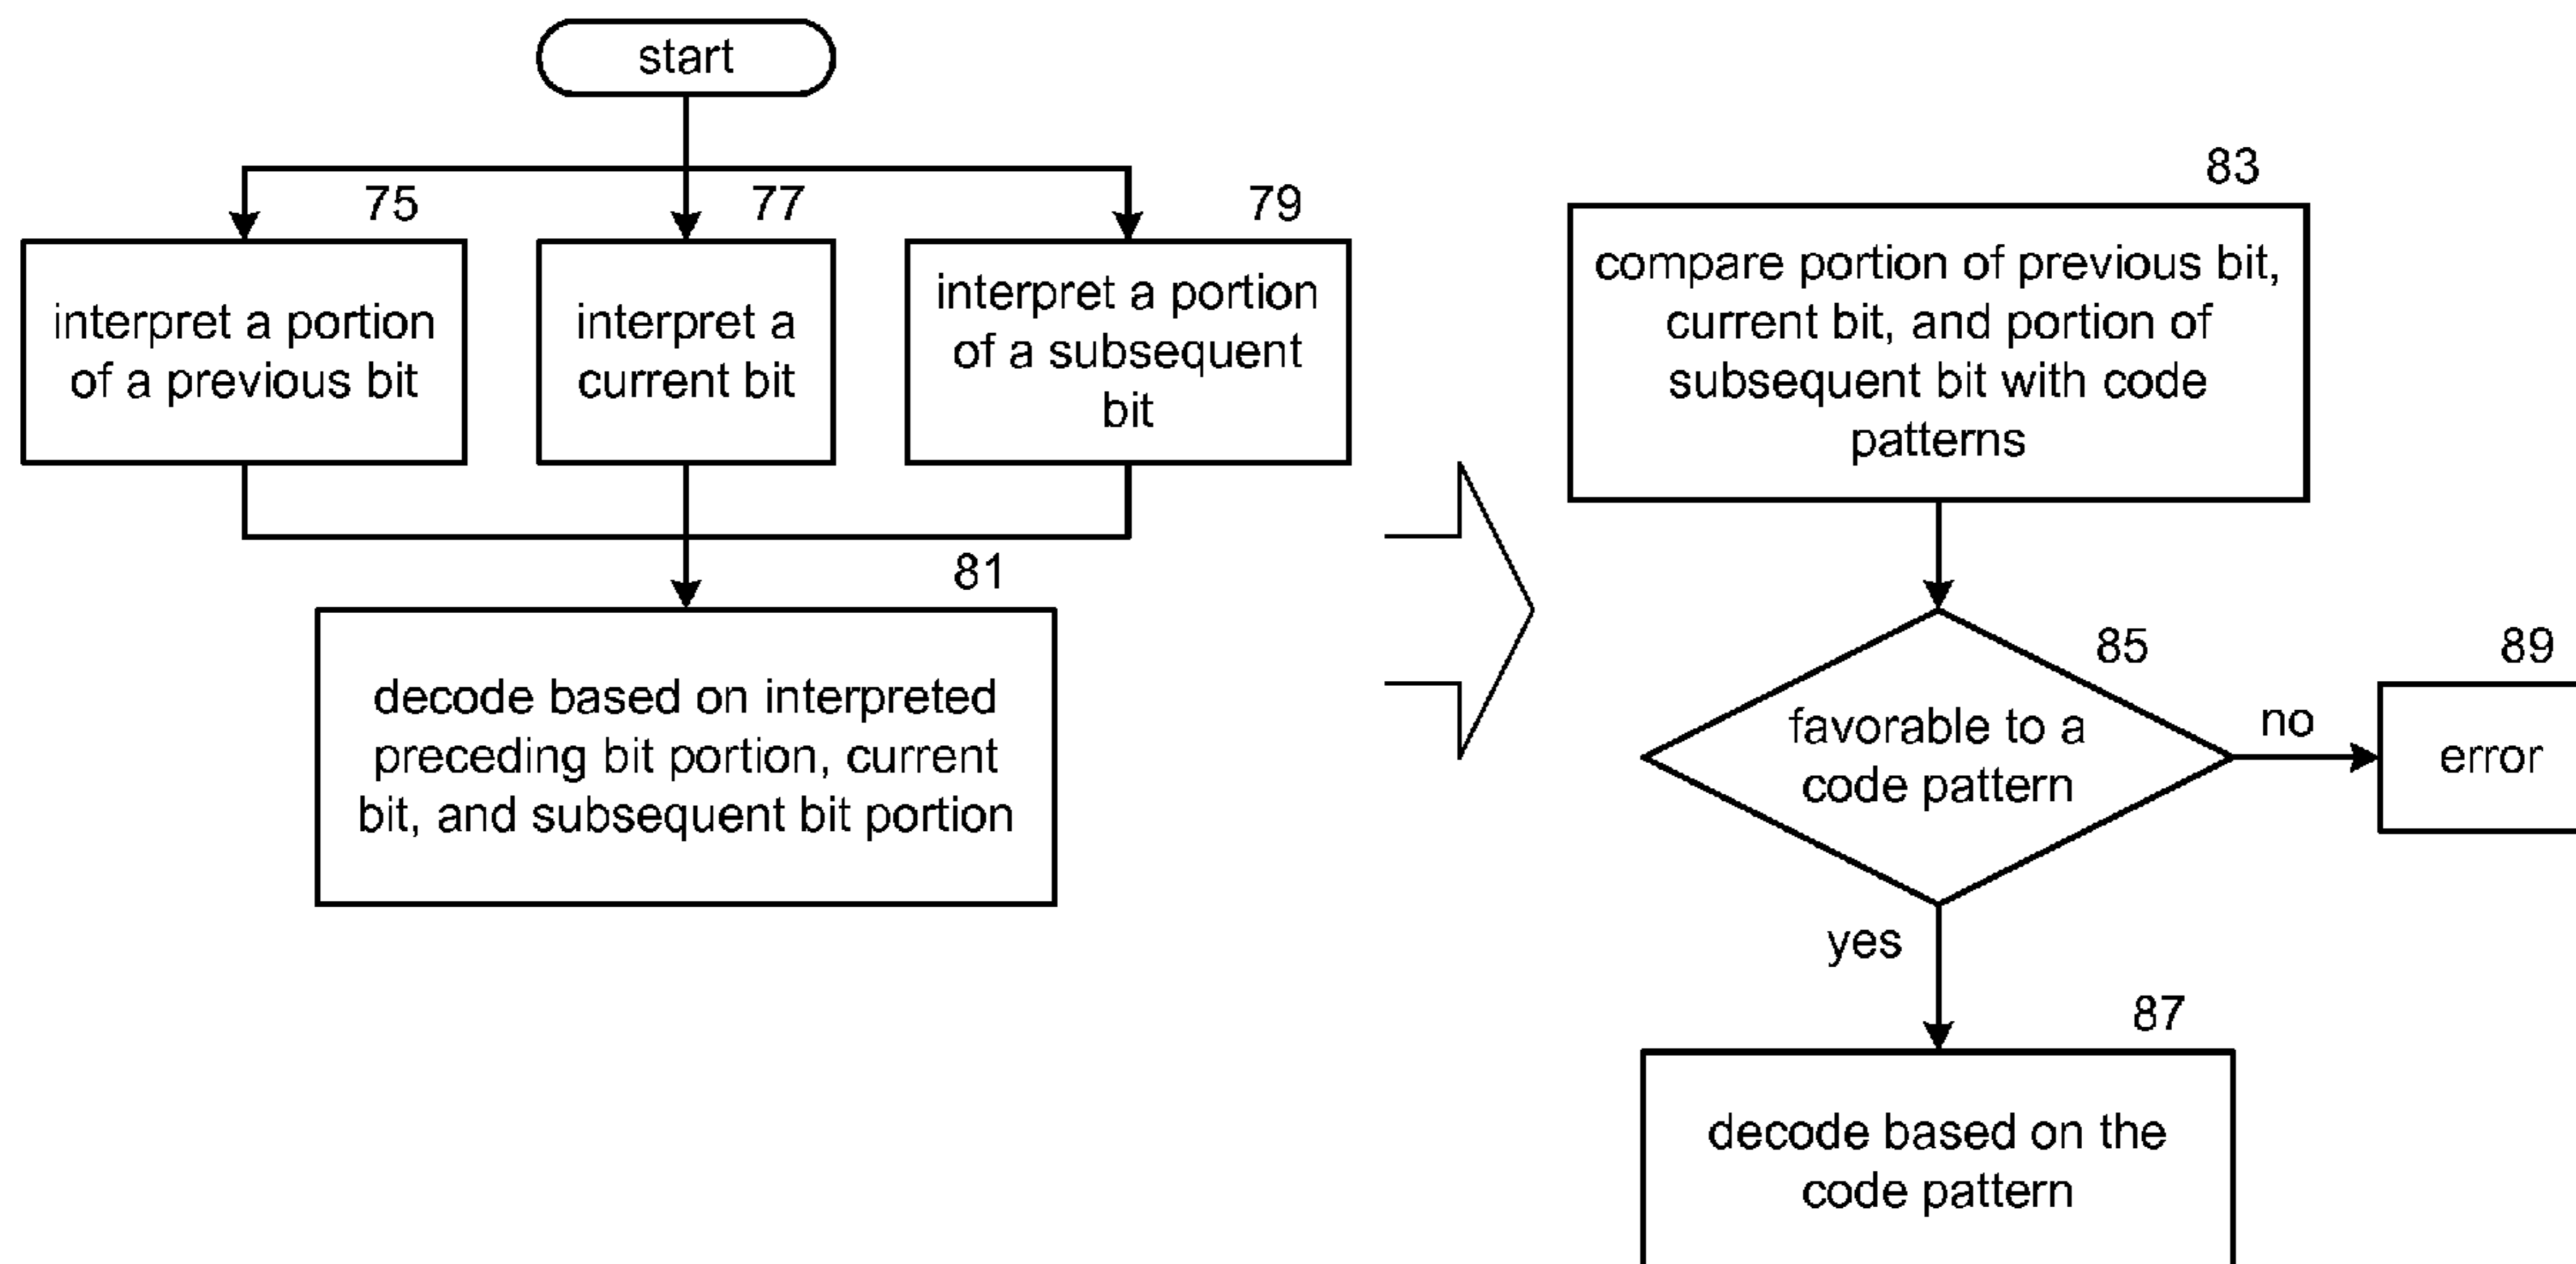 start
75
interpret a portion
of a previous bit
77
interpret a
current bit
79
interpret a portion
of a subsequent
bit
81
decode based on interpreted
preceding bit portion, current
bit, and subsequent bit portion
83
compare portion of previous bit,
current bit, and portion of
subsequent bit with code
patterns
85
favorable to a
code pattern
no
89
error
yes
87
decode based on the
code pattern